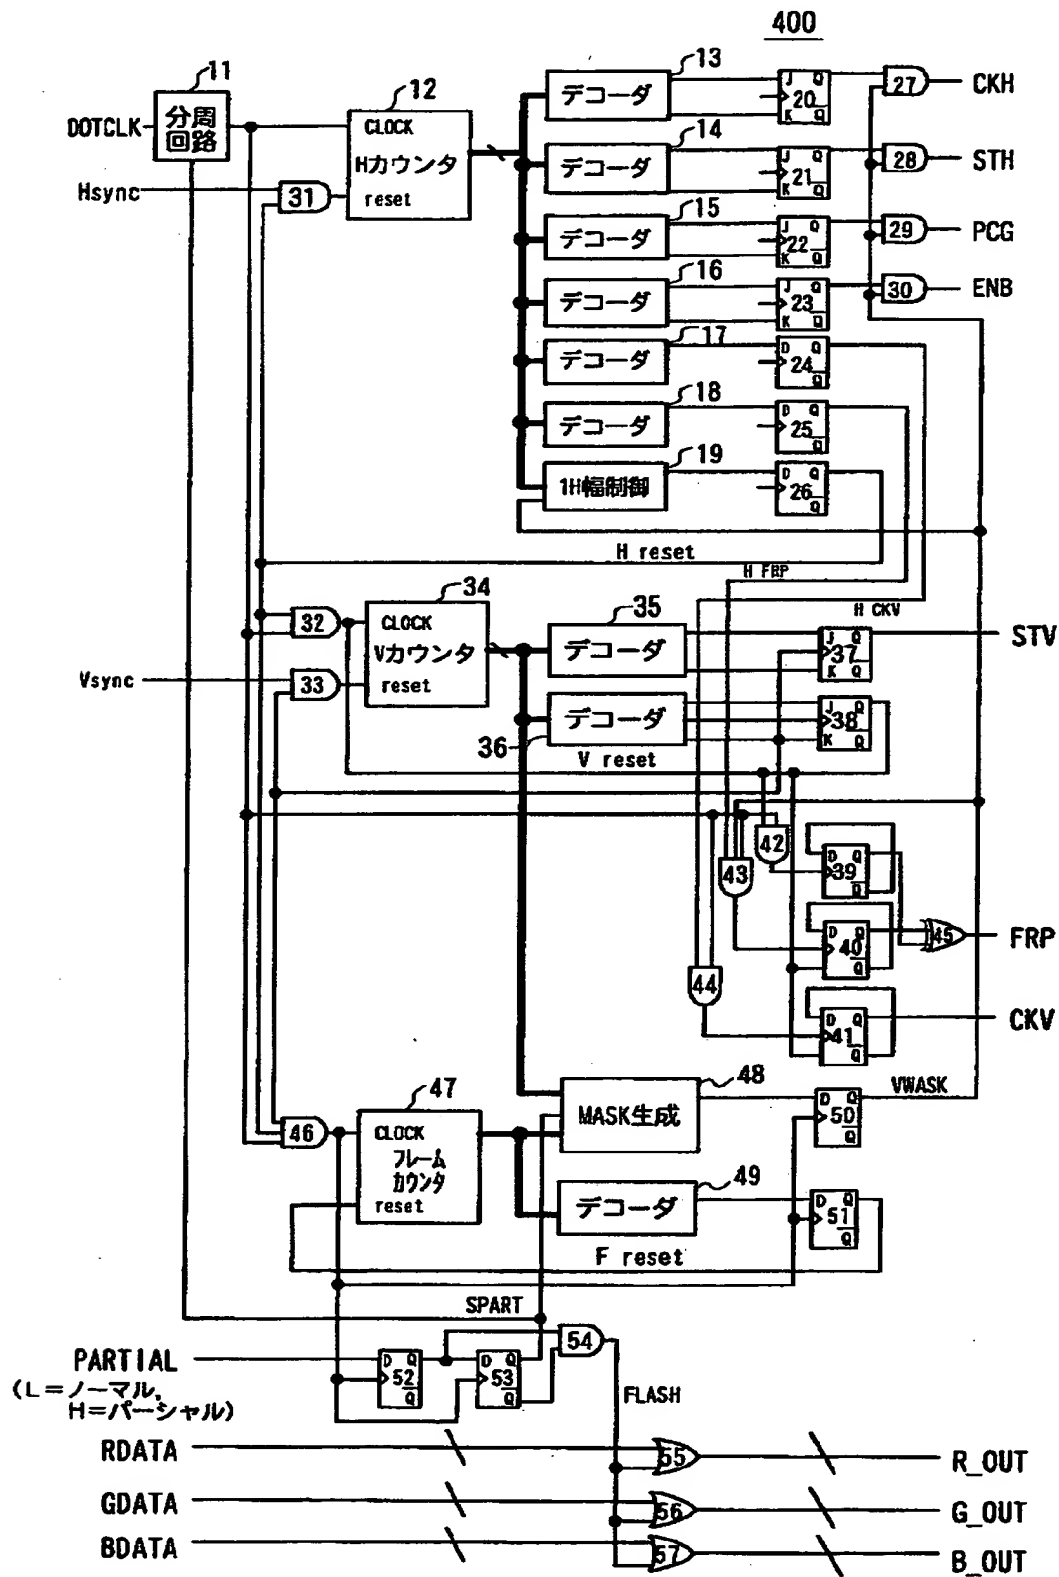 400
11
分周
回路
DOTCLK
12
CLOCK
Hカウンタ
reset
Hsync
31
13
デコーダ
J Q
20
K Q
27
CKH
14
デコーダ
J Q
21
K Q
28
STH
15
デコーダ
J Q
22
K Q
29
PCG
16
デコーダ
J Q
23
K Q
30
ENB
17
デコーダ
D Q
24
Q
18
デコーダ
D Q
25
Q
19
1H幅制御
D Q
26
Q
H reset
H FRP
H CKV
32
34
CLOCK
Vカウンタ
reset
Vsync
33
35
デコーダ
J Q
37
K Q
STV
36
デコーダ
J Q
38
K Q
V reset
42
43
44
D Q
39
Q
D Q
40
Q
45
FRP
D Q
41
Q
CKV
46
47
CLOCK
フレーム
カウンタ
reset
48
MASK生成
D Q
50
Q
VWASK
49
デコーダ
D Q
51
Q
F reset
SPART
PARTIAL
(L=ノーマル,
H=パーシャル)
D Q
52
Q
D Q
53
Q
54
FLASH
RDATA
55
R_OUT
GDATA
56
G_OUT
BDATA
57
B_OUT